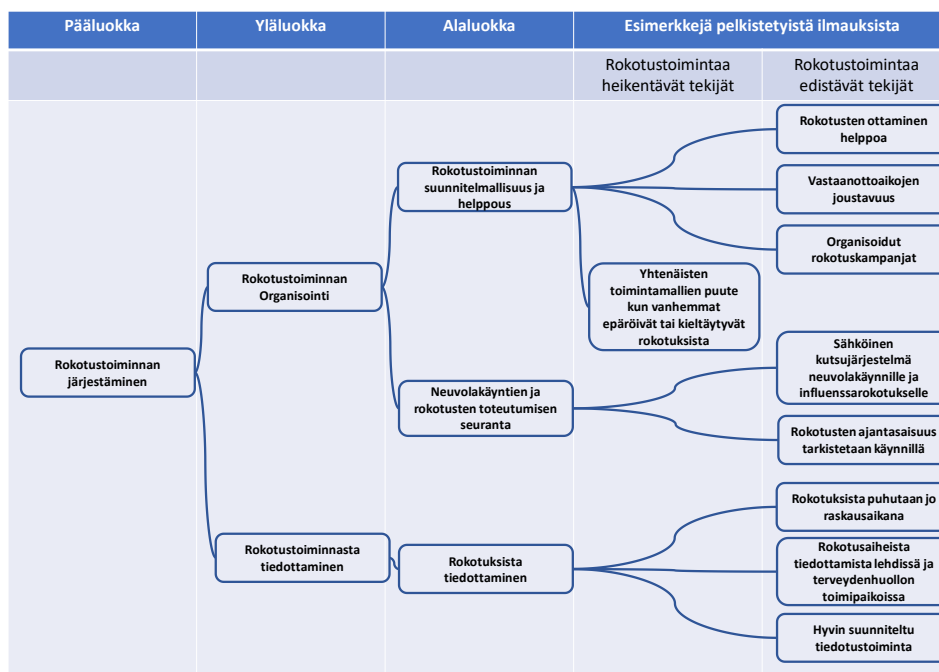 Pääluokka
Yläluokka
Alaluokka
Esimerkkejä pelkistetyistä ilmauksista
Rokotustoimintaa
heikentävät tekijät
Rokotustoimintaa
edistävät tekijät
Rokotustoiminnan
järjestäminen
Rokotustoiminnan
Organisointi
Rokotustoiminnan
suunnitelmallisuus ja
helppous
Rokotusten ottaminen
helppoa
Vastaanottoaikojen
joustavuus
Organisoidut
rokotuskampanjat
Yhtenäisten
toimintamallien puute
kun vanhemmat
epäröivät tai kieltäytyvät
rokotuksista
Neuvolakäyntien ja
rokotusten toteutumisen
seuranta
Sähköinen
kutsujärjestelmä
neuvolakäynnille ja
influenssarokotukselle
Rokotusten ajantasaisuus
tarkistetaan käynnillä
Rokotustoiminnasta
tiedottaminen
Rokotuksista
tiedottaminen
Rokotuksista puhutaan jo
raskausaikana
Rokotusaiheista
tiedottamista lehdissä ja
terveydenhuollon
toimipaikoissa
Hyvin suunniteltu
tiedotustoiminta